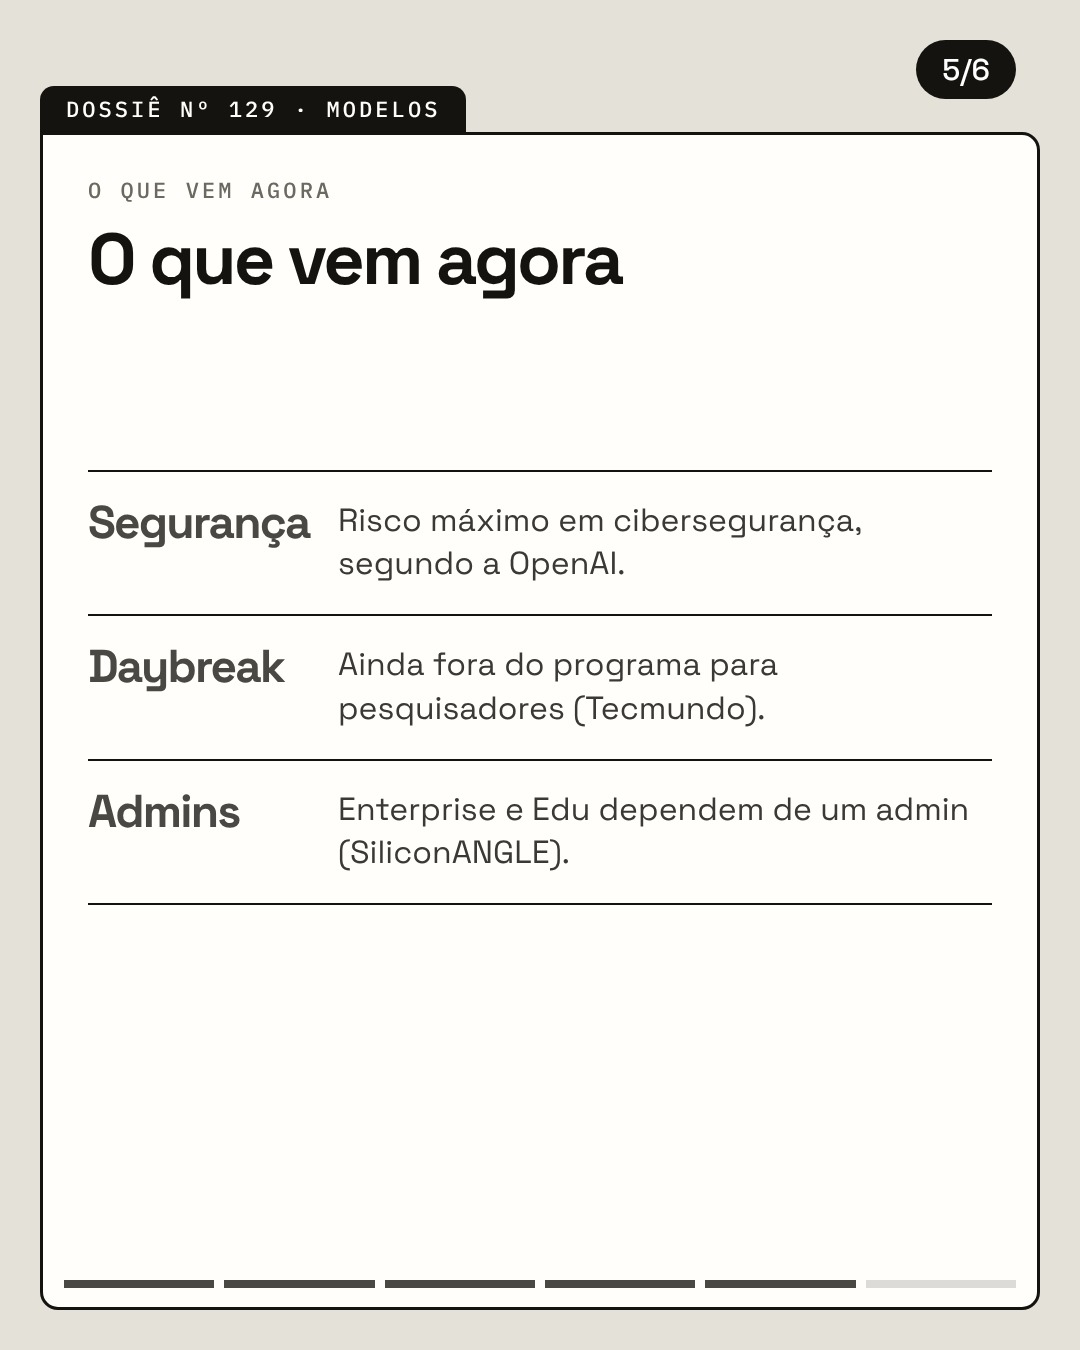 5/6
DOSSIÊ Nº 129 · MODELOS
O QUE VEM AGORA
O que vem agora
Segurança
Risco máximo em cibersegurança,
segundo a OpenAI.
Daybreak
Ainda fora do programa para
pesquisadores (Tecmundo).
Admins
Enterprise e Edu dependem de um admin
(SiliconANGLE).